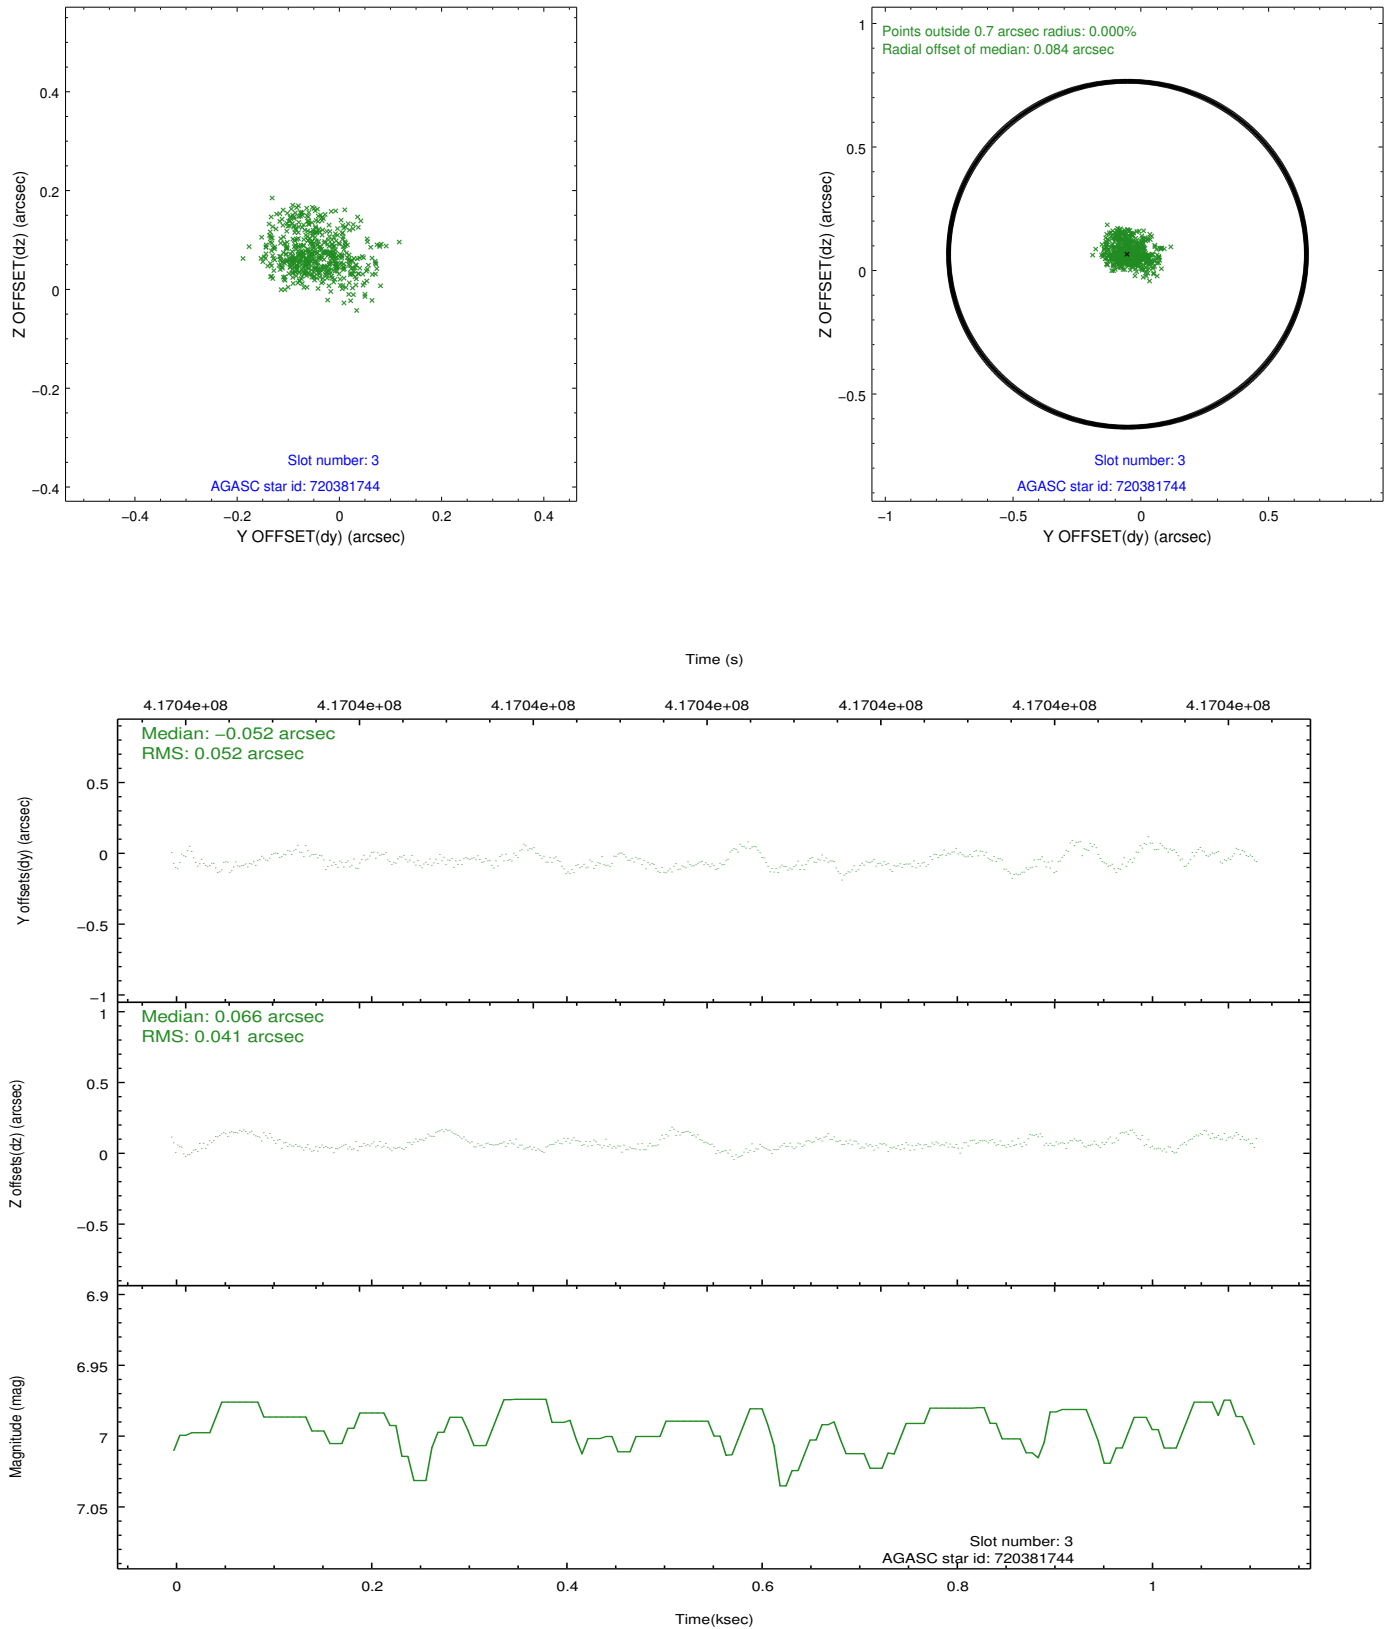 0.4
0.2
0
−0.2
−0.4
Z OFFSET(dz) (arcsec)
Slot number: 3
AGASC star id: 720381744
−0.4
−0.2
0
0.2
0.4
Y OFFSET(dy) (arcsec)
Points outside 0.7 arcsec radius: 0.000%
Radial offset of median: 0.084 arcsec
1
0.5
0
−0.5
Z OFFSET(dz) (arcsec)
Slot number: 3
AGASC star id: 720381744
−1
−0.5
0
0.5
Y OFFSET(dy) (arcsec)
Time (s)
4.1704e+08
4.1704e+08
4.1704e+08
4.1704e+08
4.1704e+08
4.1704e+08
4.1704e+08
Median: −0.052 arcsec
RMS: 0.052 arcsec
0.5
0
−0.5
−1
Y offsets(dy) (arcsec)
Median: 0.066 arcsec
RMS: 0.041 arcsec
1
0.5
0
−0.5
Z offsets(dz) (arcsec)
6.9
6.95
7
7.05
Magnitude (mag)
Slot number: 3
AGASC star id: 720381744
0
0.2
0.4
0.6
0.8
1
Time(ksec)